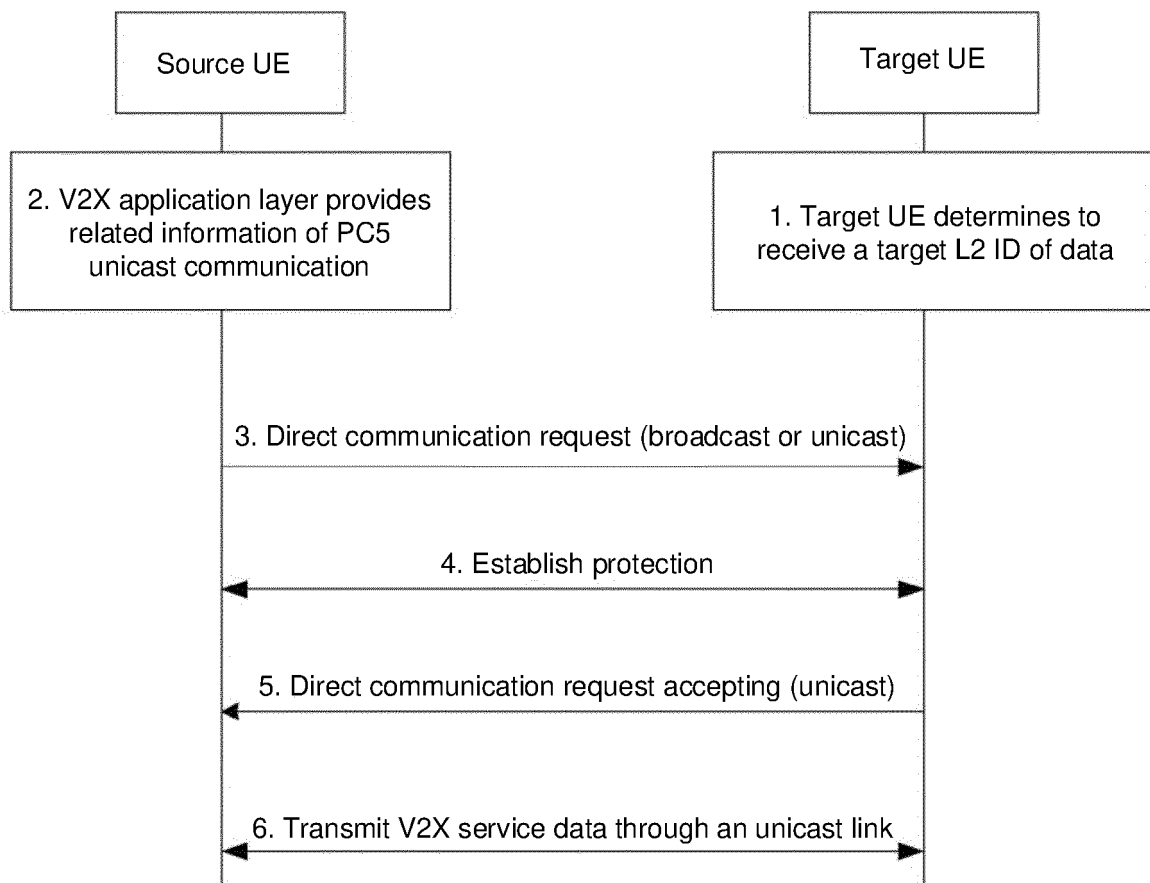 Source UE
Target UE
2. V2X application layer provides
related information of PC5
unicast communication
1. Target UE determines to
receive a target L2 ID of data
3. Direct communication request (broadcast or unicast)
4. Establish protection
5. Direct communication request accepting (unicast)
6. Transmit V2X service data through an unicast link